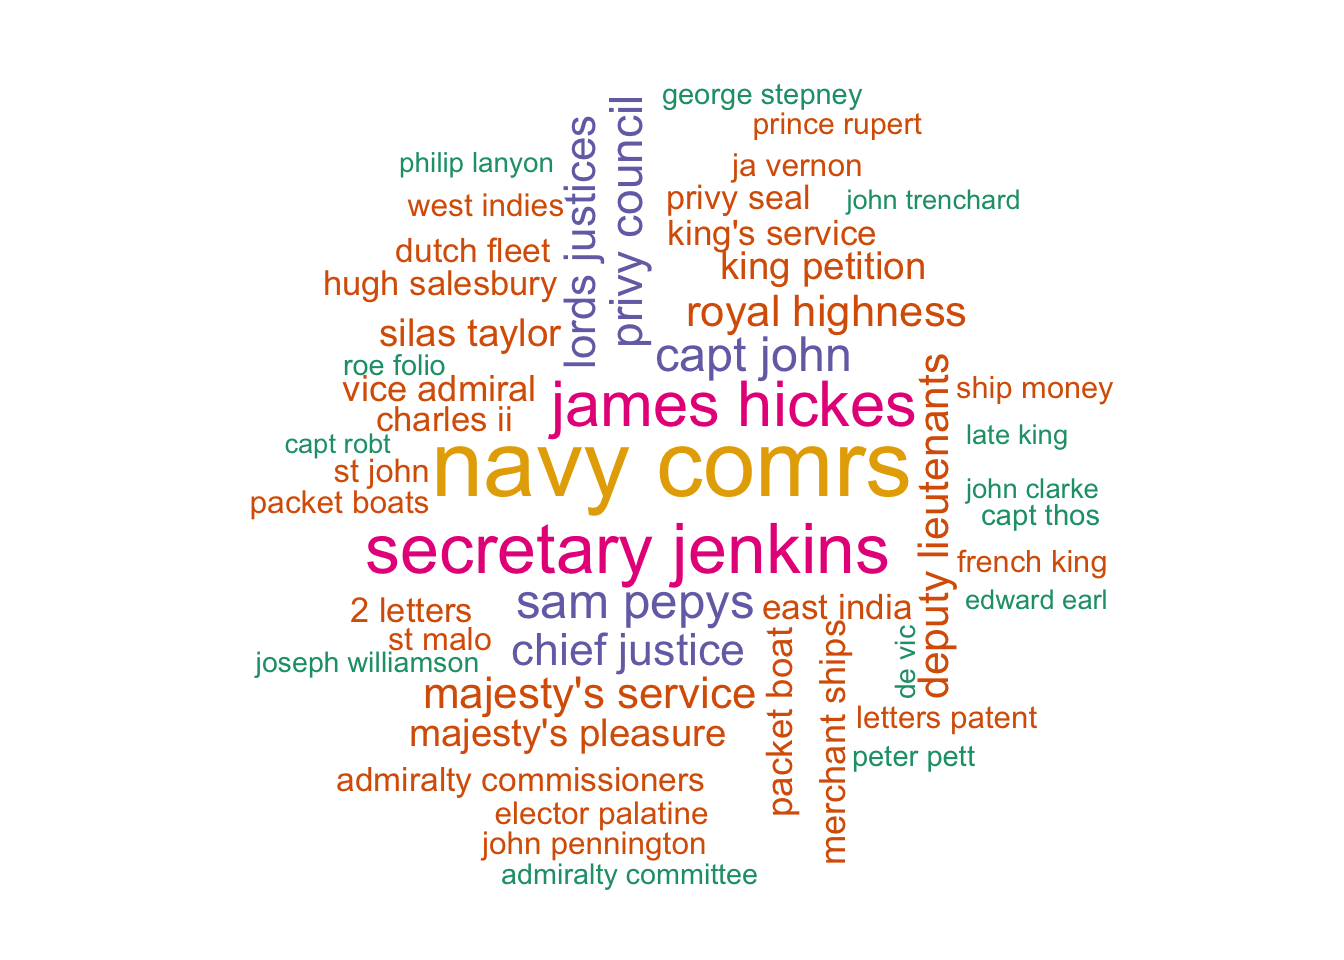 george stepney
prince rupert
philip lanyon
ja vernon
west indies
privy seal
john trenchard
lords justices
privy council
dutch fleet
king's service
hugh salesbury
king petition
silas taylor
royal highness
roe folio
capt john
vice admiral
james hickes
ship money
charles ii
deputy lieutenants
capt robt
late king
st john
navy comrs
john clarke
packet boats
capt thos
secretary jenkins
french king
2 letters
sam pepys
east india
edward earl
st malo
chief justice
joseph williamson
de vic
majesty's service
packet boat
merchant ships
letters patent
majesty's pleasure
peter pett
admiralty commissioners
elector palatine
john pennington
admiralty committee